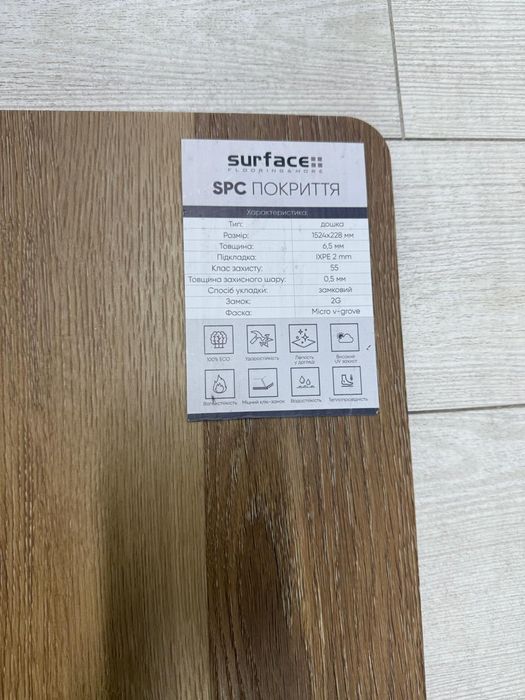 surface
FLOORING&MORE
SPC ПОКРИТТЯ
Характеристика:
Тип: дошка
Розмір: 1524x228 мм
Товщина: 6,5 мм
Підкладка: IXPE 2 mm
Клас захисту: 55
Товщина захисного шару: 0,5 мм
Спосіб укладки: замковий
Замок: 2G
Фаска: Micro v-grove
100% ECO Ударостійкість Легкість у догляді Високий UV захист
Вогнестійкість Міцний клік-замок Водостійкість Теплопровідність